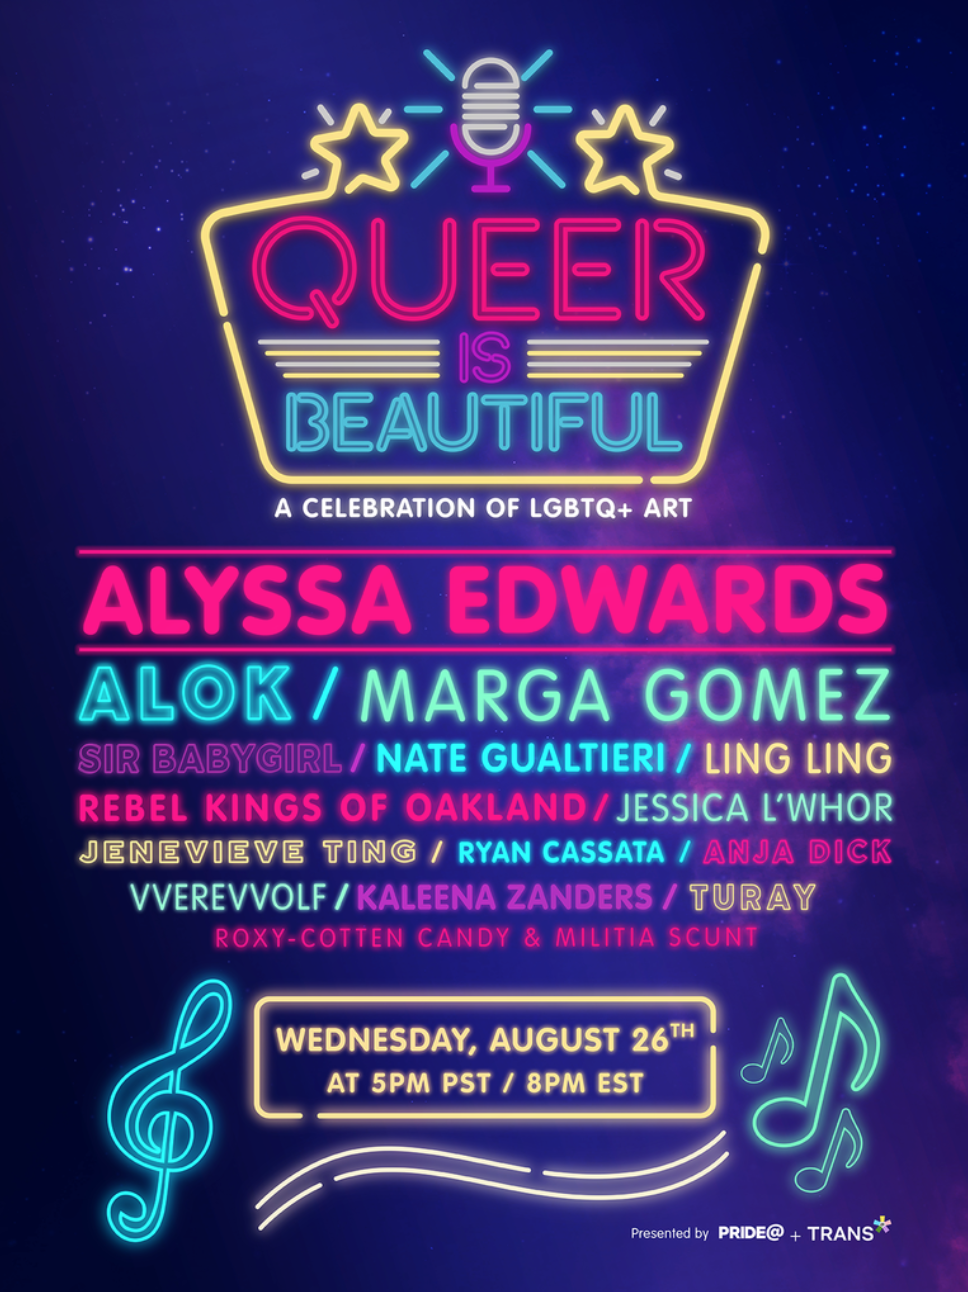 QUEER
IS
BEAUTIFUL
A CELEBRATION OF LGBTQ+ ART
ALYSSA EDWARDS
ALOK / MARGA GOMEZ
SIR BABYGIRL / NATE GUALTIERI / LING LING
REBEL KINGS OF OAKLAND / JESSICA L'WHOR
JENEVIEVE TING / RYAN CASSATA / ANJA DICK
VVEREVVOLF / KALEENA ZANDERS / TURAY
ROXY-COTTEN CANDY & MILITIA SCUNT
WEDNESDAY, AUGUST 26TH
AT 5PM PST / 8PM EST
Presented by PRIDE@ + TRANS*